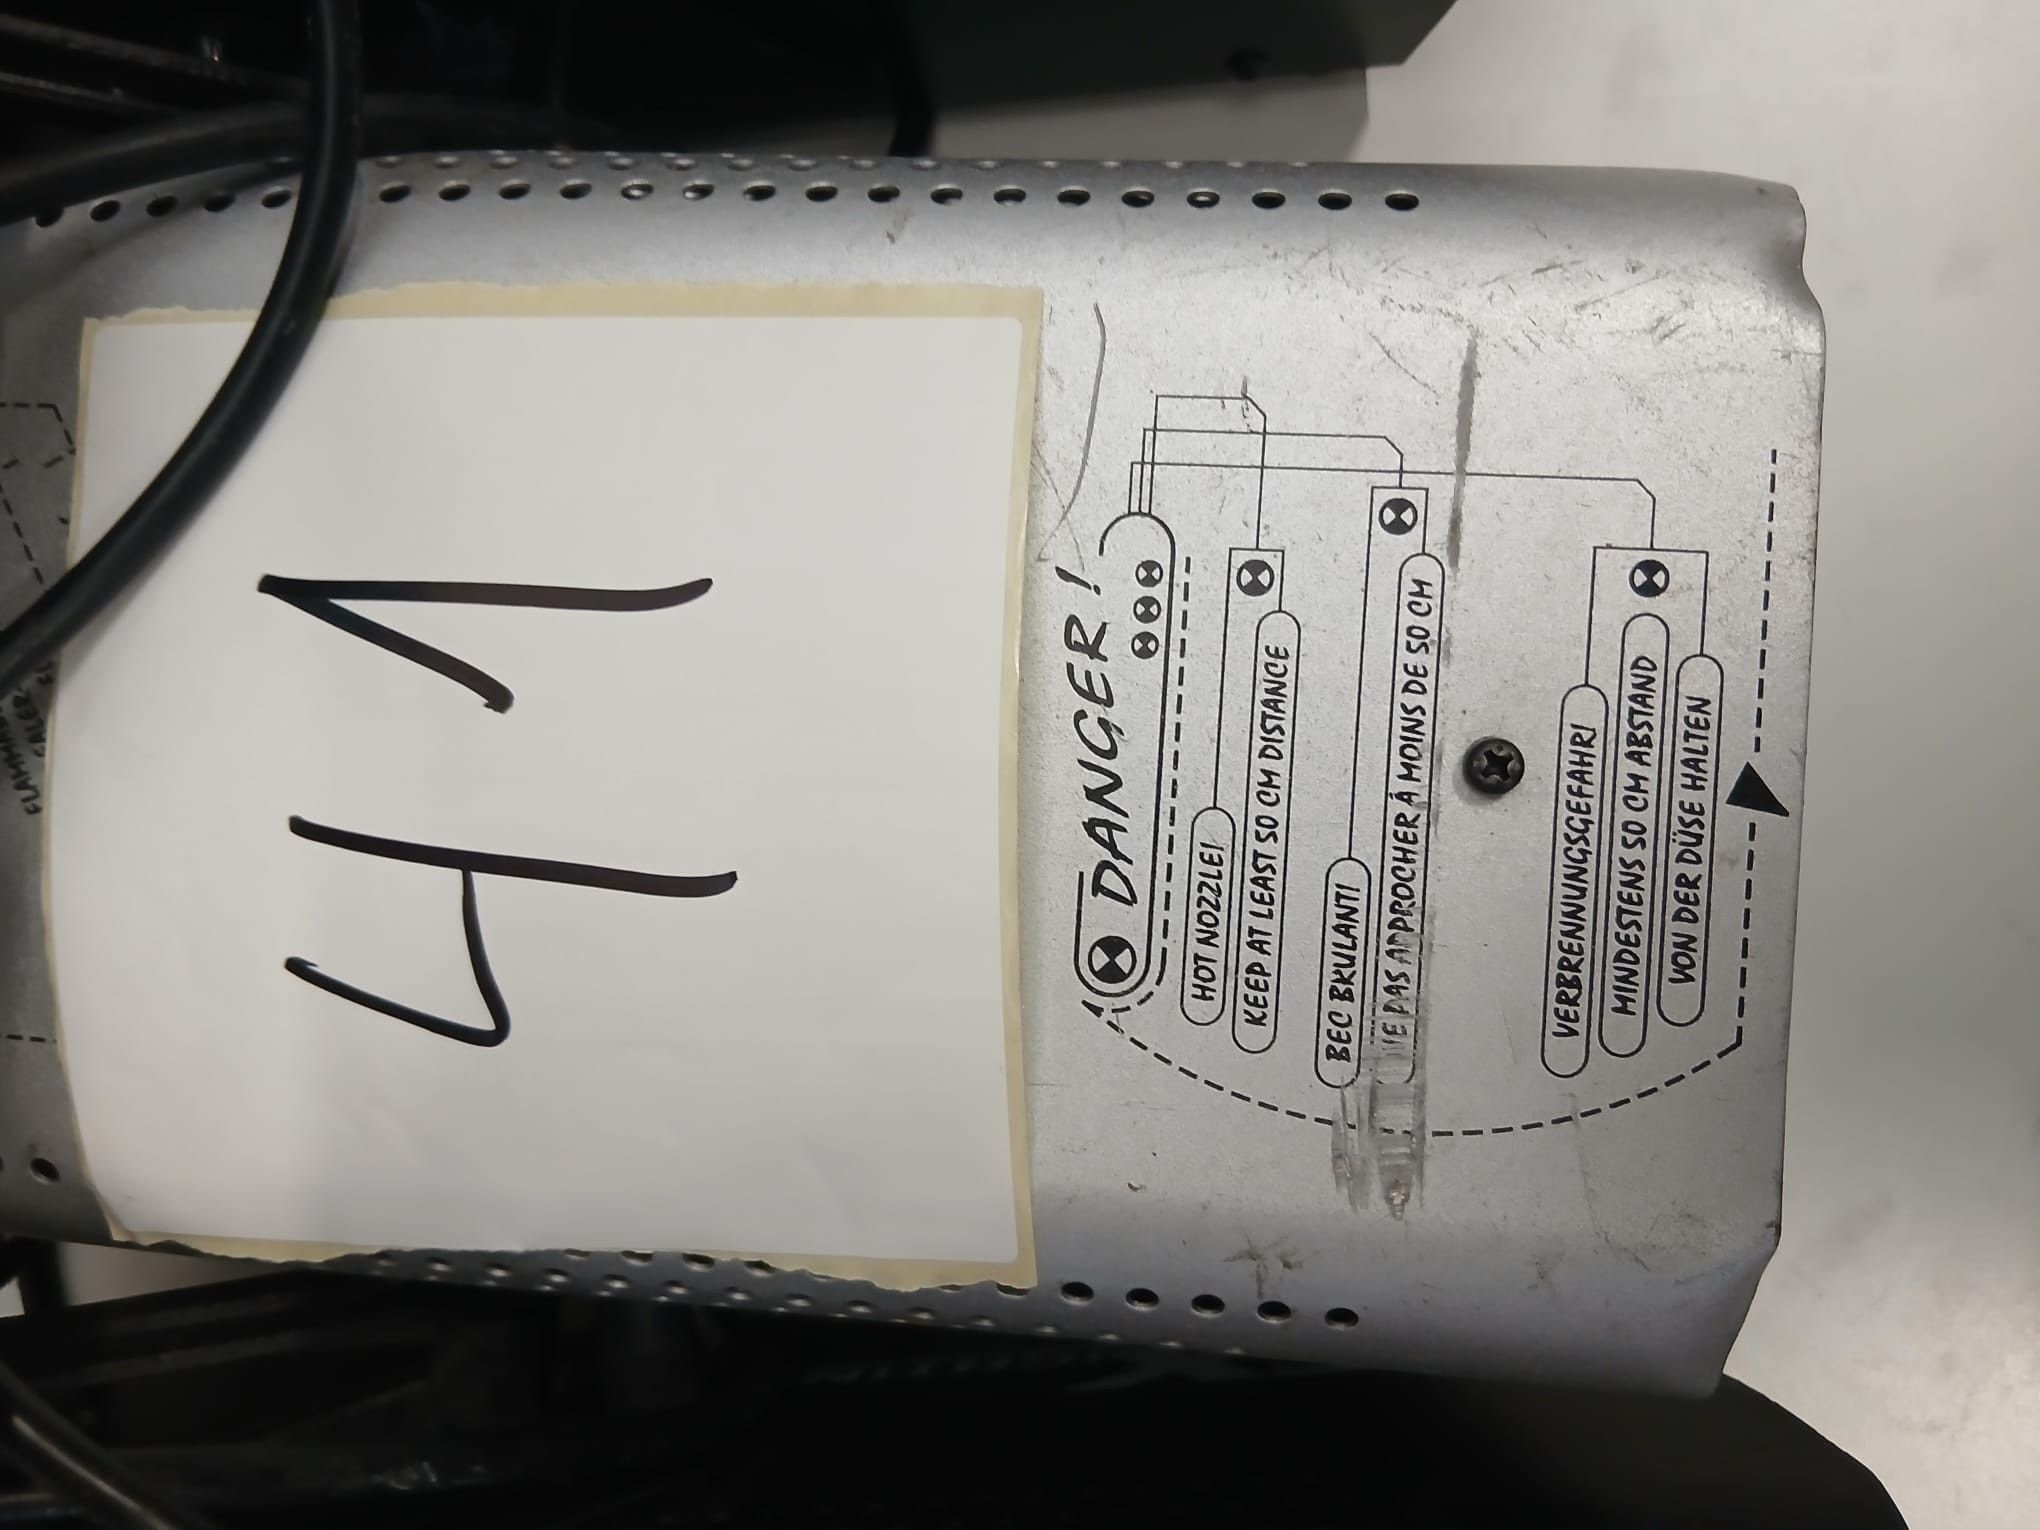 41
DANGER!
HOT NOZZLE!
KEEP AT LEAST 50 CM DISTANCE
BEC BRULANT!
PAS APPROCHER À MOINS DE 50 CM
VERBRENNUNGSGEFAHR!
MINDESTENS 50 CM ABSTAND
VON DER DÜSE HALTEN